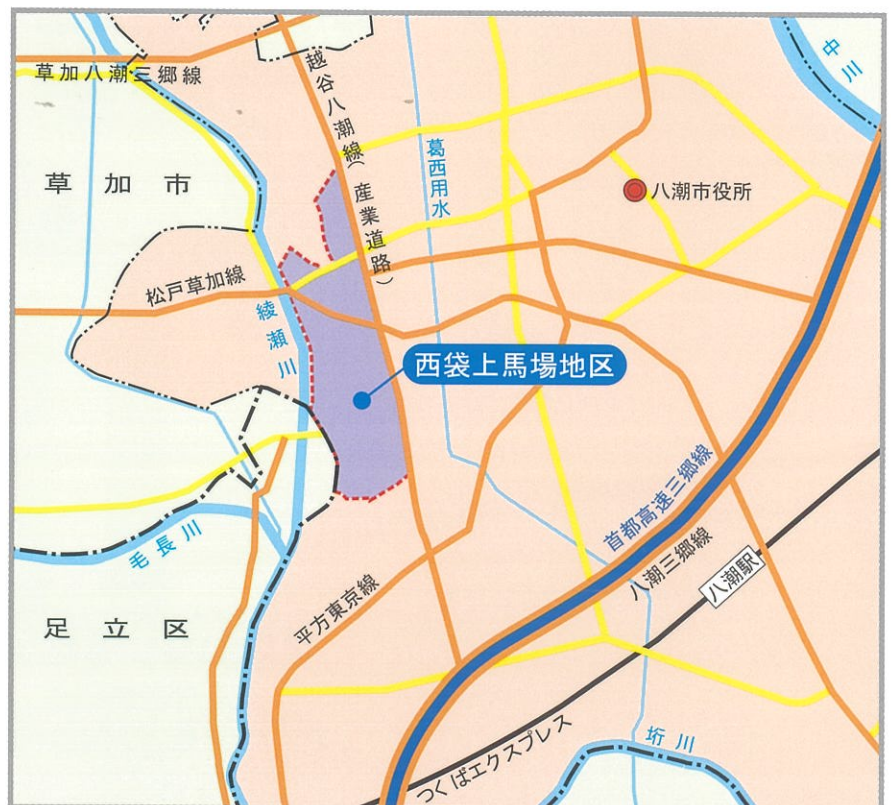 草加八潮三郷線
越谷八潮線（産業道路）
中川
葛西用水
草加市
八潮市役所
松戸草加線
綾瀬川
西袋上馬場地区
首都高速三郷線
毛長川
八潮三郷線
八潮駅
平方東京線
足立区
つくばエクスプレス
垳川